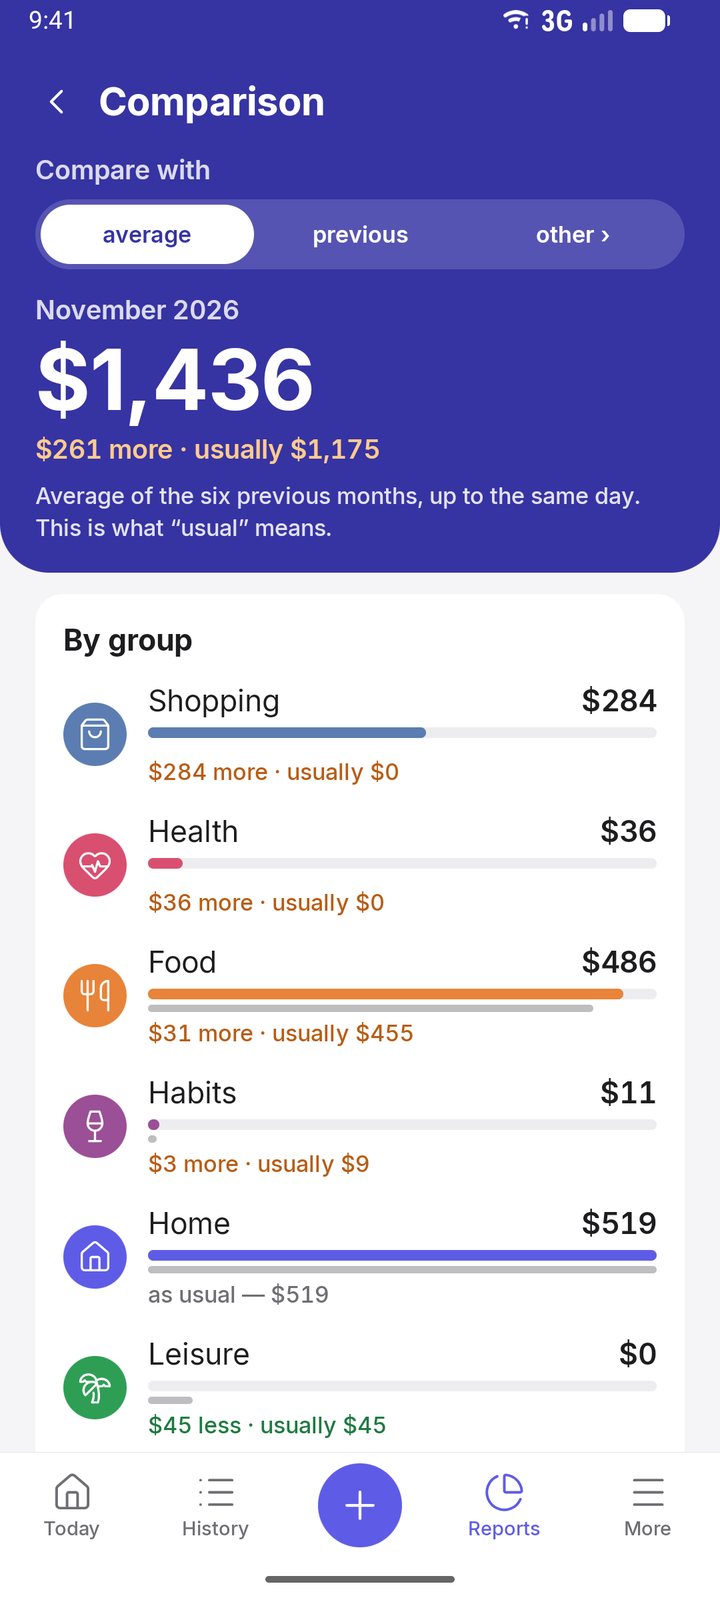 9:41
3G
Comparison
Compare with
average
previous
other ›
November 2026
$1,436
$261 more · usually $1,175
Average of the six previous months, up to the same day.
This is what “usual” means.
By group
Shopping
$284
$284 more · usually $0
Health
$36
$36 more · usually $0
Food
$486
$31 more · usually $455
Habits
$11
$3 more · usually $9
Home
$519
as usual — $519
Leisure
$0
$45 less · usually $45
Today
History
Reports
More